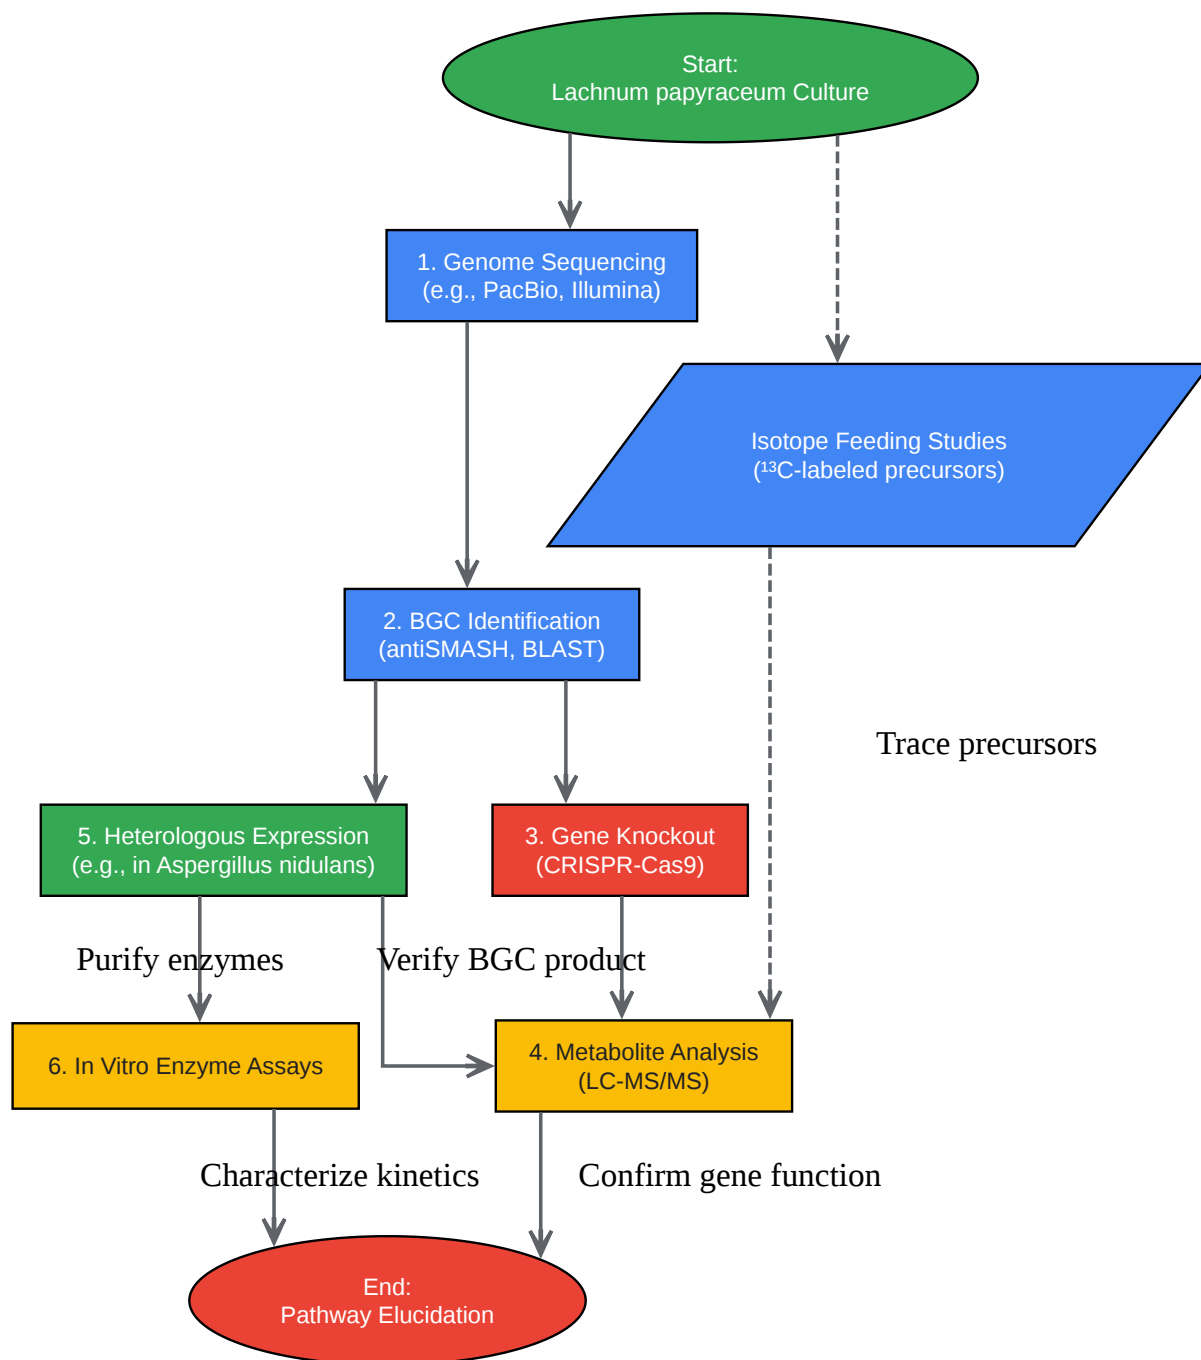 Start:
Lachnum papyraceum Culture
1. Genome Sequencing
(e.g., PacBio, Illumina)
Isotope Feeding Studies
(¹³C-labeled precursors)
2. BGC Identification
(antiSMASH, BLAST)
Trace precursors
5. Heterologous Expression
(e.g., in Aspergillus nidulans)
3. Gene Knockout
(CRISPR-Cas9)
Purify enzymes
Verify BGC product
6. In Vitro Enzyme Assays
4. Metabolite Analysis
(LC-MS/MS)
Characterize kinetics
Confirm gene function
End:
Pathway Elucidation